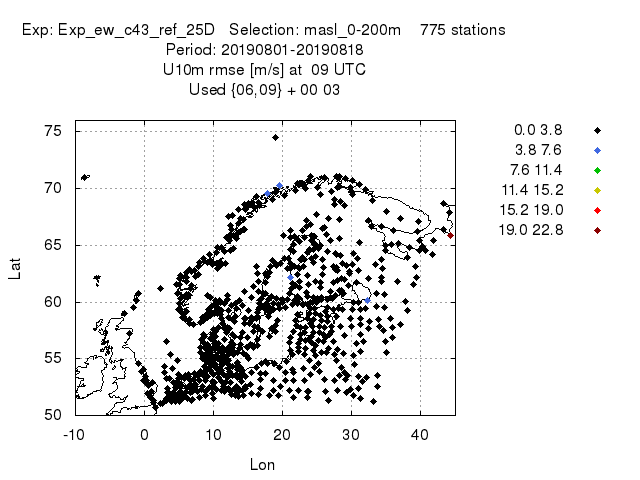 Exp: Exp_ew_c43_ref_25D   Selection: masl_0-200m    775 stations
Period: 20190801-20190818
U10m rmse [m/s] at  09 UTC
Used {06,09} + 00 03
0.0 3.8
3.8 7.6
7.6 11.4
11.4 15.2
15.2 19.0
19.0 22.8
75
70
65
60
55
50
Lat
-10 0 10 20 30 40
Lon